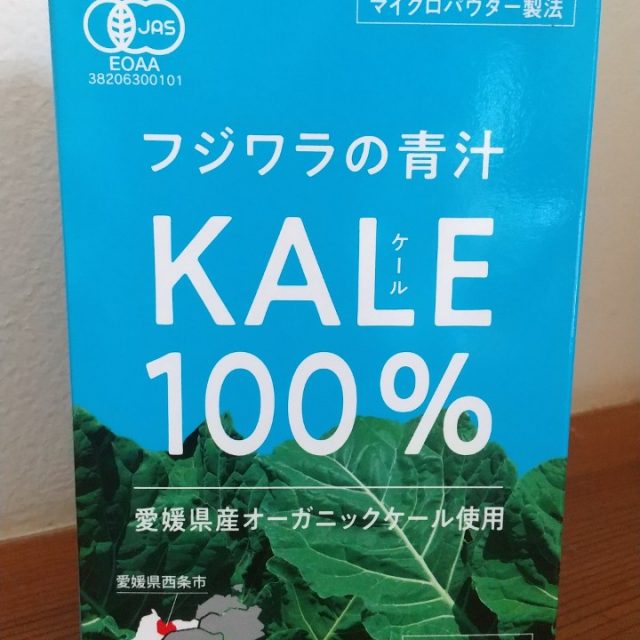 マイクロパウダー製法
JAS
EOAA
38206300101
フジワラの青汁
KALE
ケール
100%
愛媛県産オーガニックケール使用
愛媛県西条市